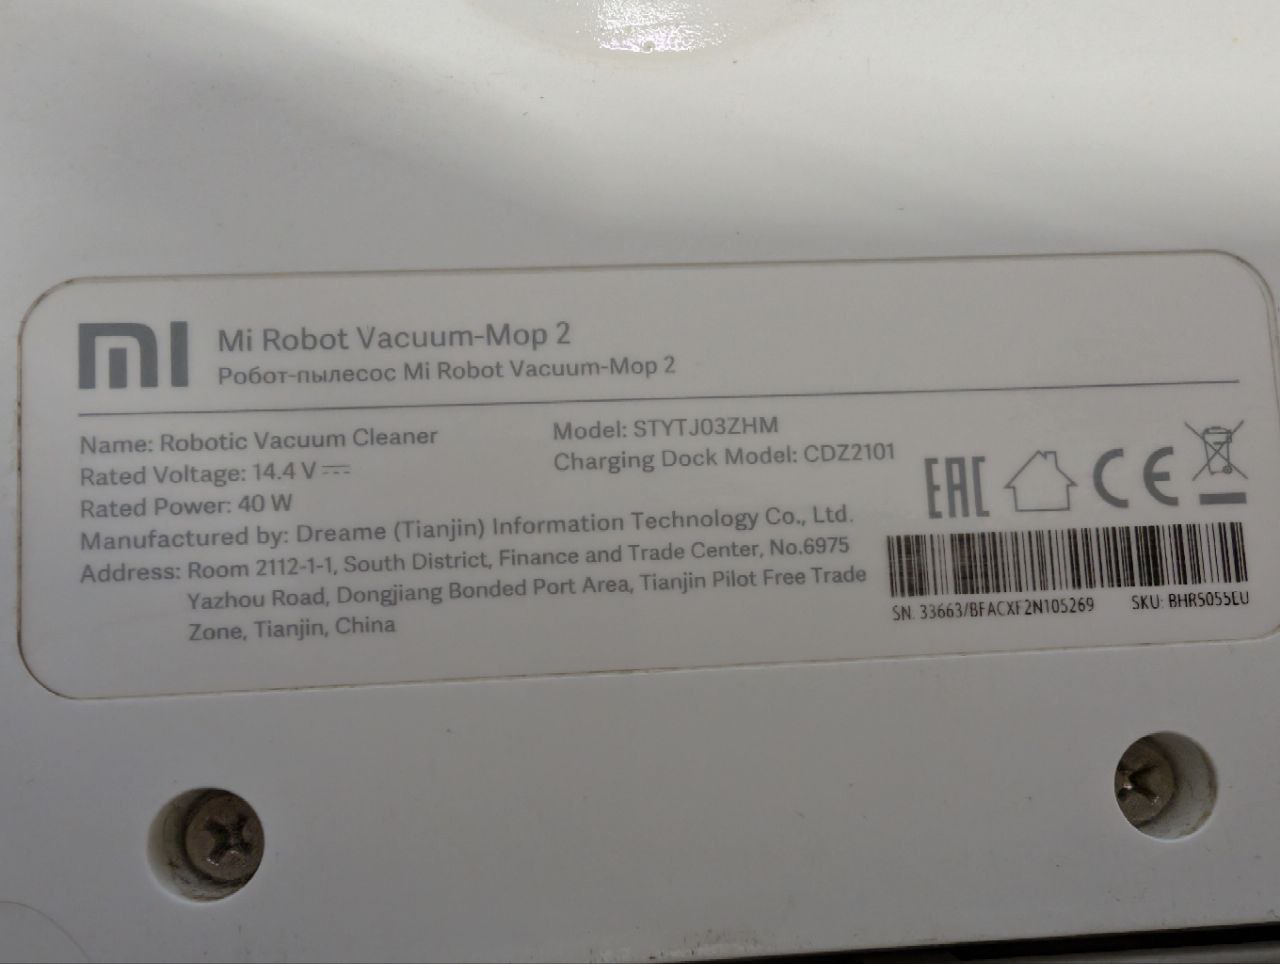 mi
Mi Robot Vacuum-Mop 2
Робот-пылесос Mi Robot Vacuum-Mop 2
Name: Robotic Vacuum Cleaner
Model: STYTJ03ZHM
Rated Voltage: 14.4 V
Charging Dock Model: CDZ2101
Rated Power: 40 W
Manufactured by: Dreame (Tianjin) Information Technology Co., Ltd.
Address: Room 2112-1-1, South District, Finance and Trade Center, No.6975
Yazhou Road, Dongjiang Bonded Port Area, Tianjin Pilot Free Trade
Zone, Tianjin, China
EAC CE
SN: 33663/BFACXF2N105269 SKU: BHR5055EU